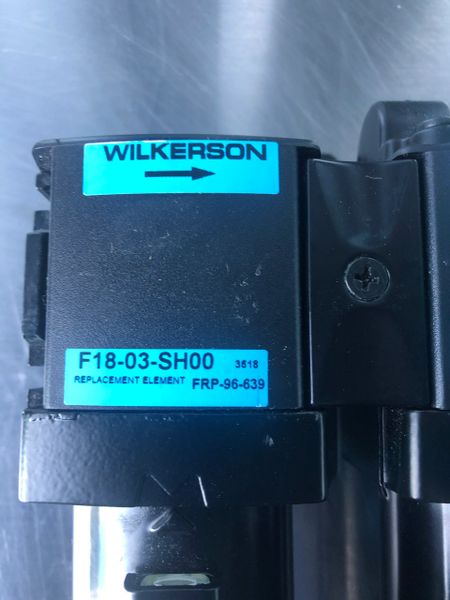 WILKERSON
F18-03-SH00 3618
REPLACEMENT ELEMENT FRP-96-639